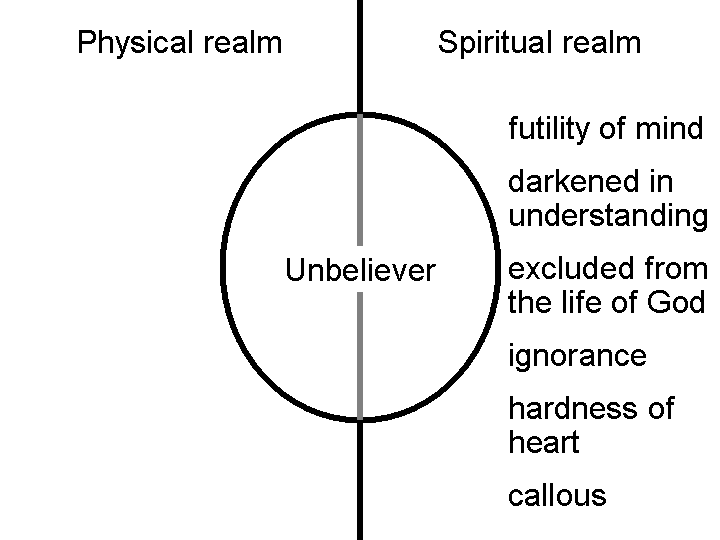 Physical realm
Spiritual realm
futility of mind
darkened in
understanding
Unbeliever
excluded from
the life of God
ignorance
hardness of
heart
callous